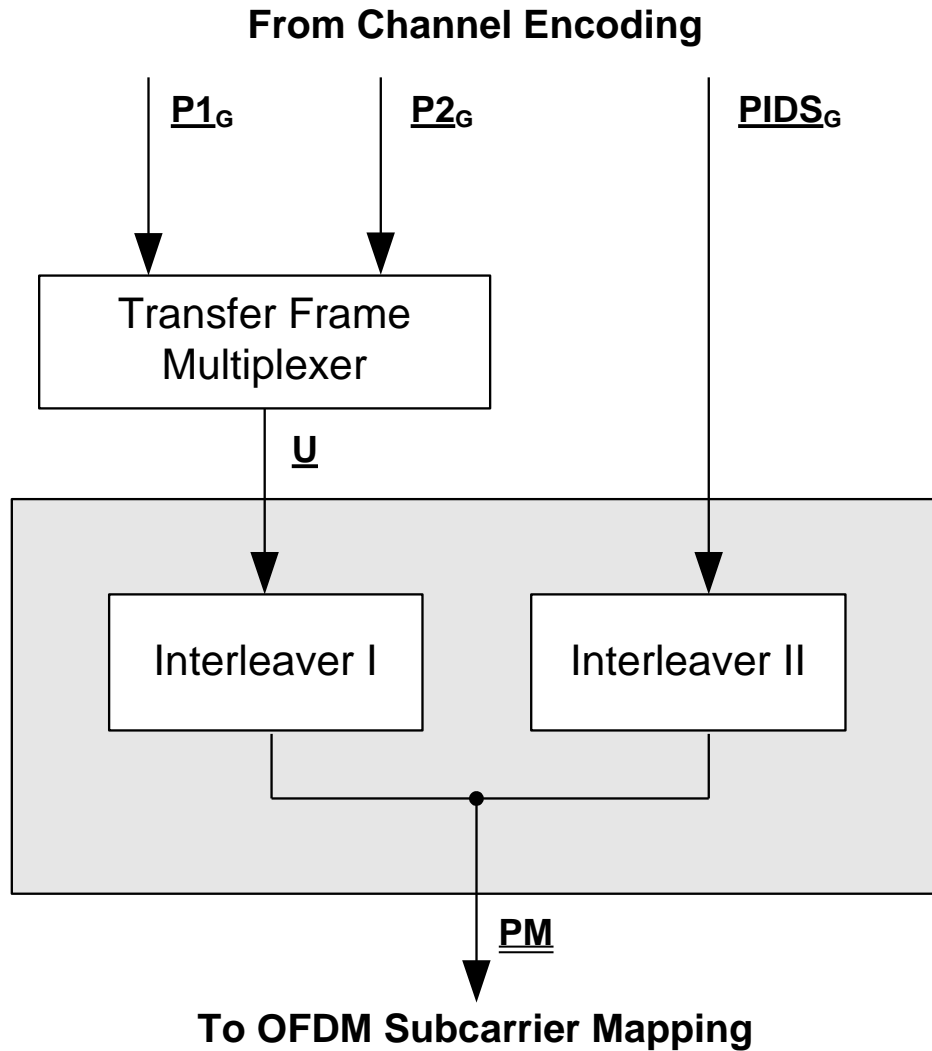 From Channel Encoding
P1G
P2G
PIDSG
Transfer Frame
Multiplexer
U
Interleaver I
Interleaver II
PM
To OFDM Subcarrier Mapping